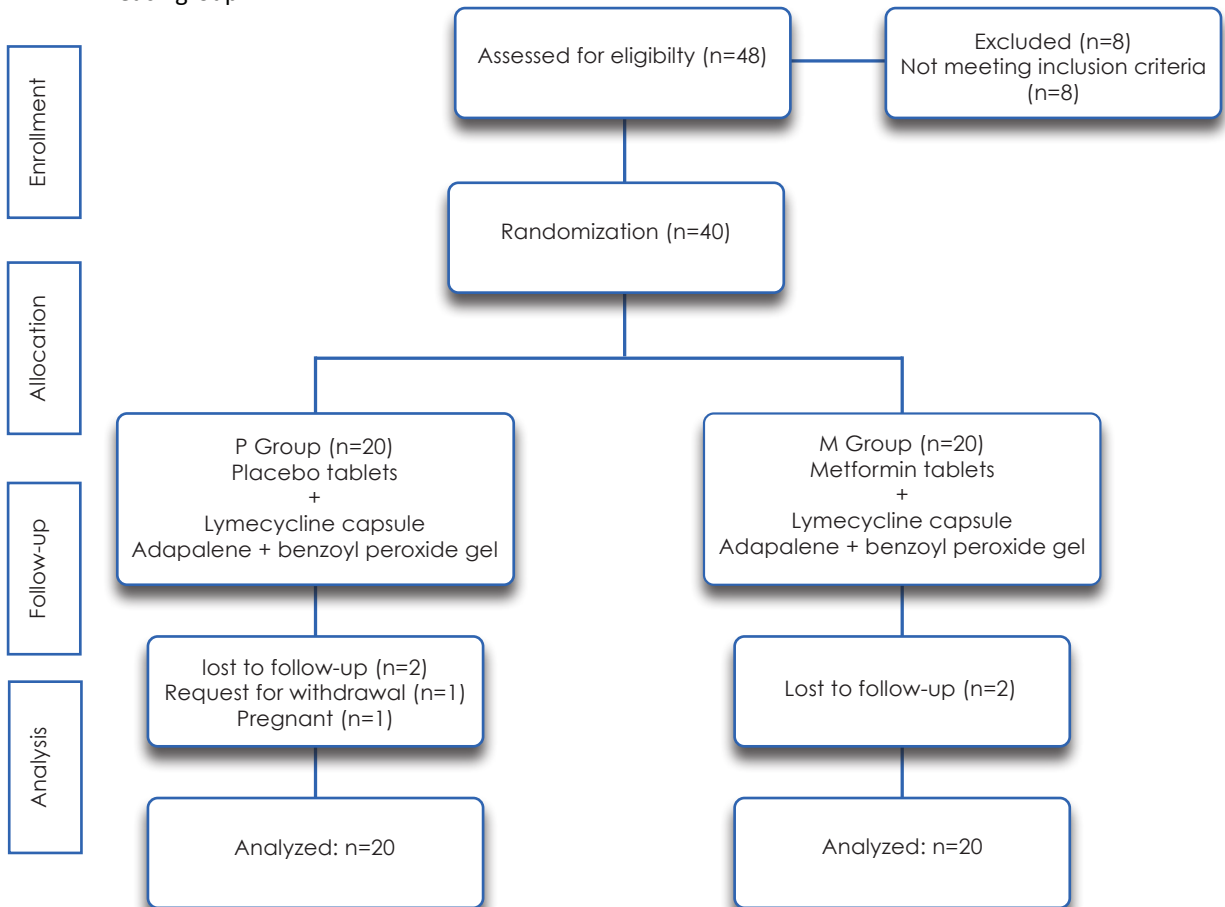 Assessed for eligibilty (n=48)
Excluded (n=8)
Not meeting inclusion criteria
(n=8)
Enrollment
Randomization (n=40)
Allocation
P Group (n=20)
Placebo tablets
+
Lymecycline capsule
Adapalene + benzoyl peroxide gel
M Group (n=20)
Metformin tablets
+
Lymecycline capsule
Adapalene + benzoyl peroxide gel
Follow-up
lost to follow-up (n=2)
Request for withdrawal (n=1)
Pregnant (n=1)
Lost to follow-up (n=2)
Analysis
Analyzed: n=20
Analyzed: n=20